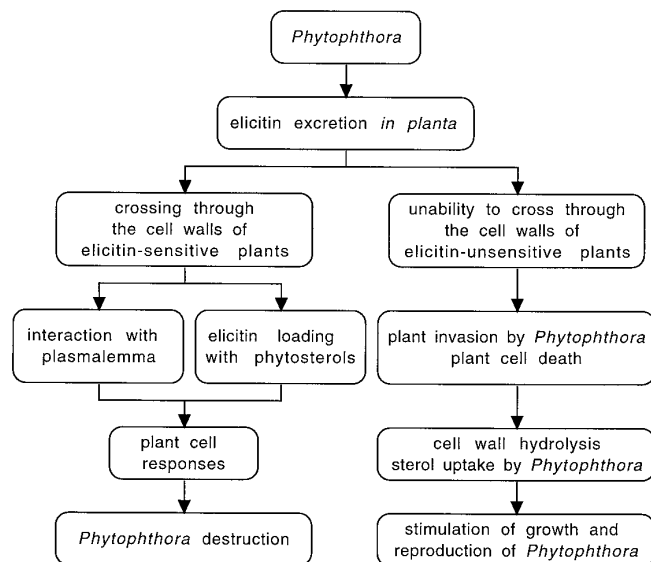 Phytophthora
elicitin excretion in planta
crossing through
the cell walls of
elicitin-sensitive plants
unability to cross through
the cell walls of
elicitin-unsensitive plants
interaction with
plasmalemma
elicitin loading
with phytosterols
plant invasion by Phytophthora
plant cell death
plant cell
responses
cell wall hydrolysis
sterol uptake by Phytophthora
Phytophthora destruction
stimulation of growth and
reproduction of Phytophthora